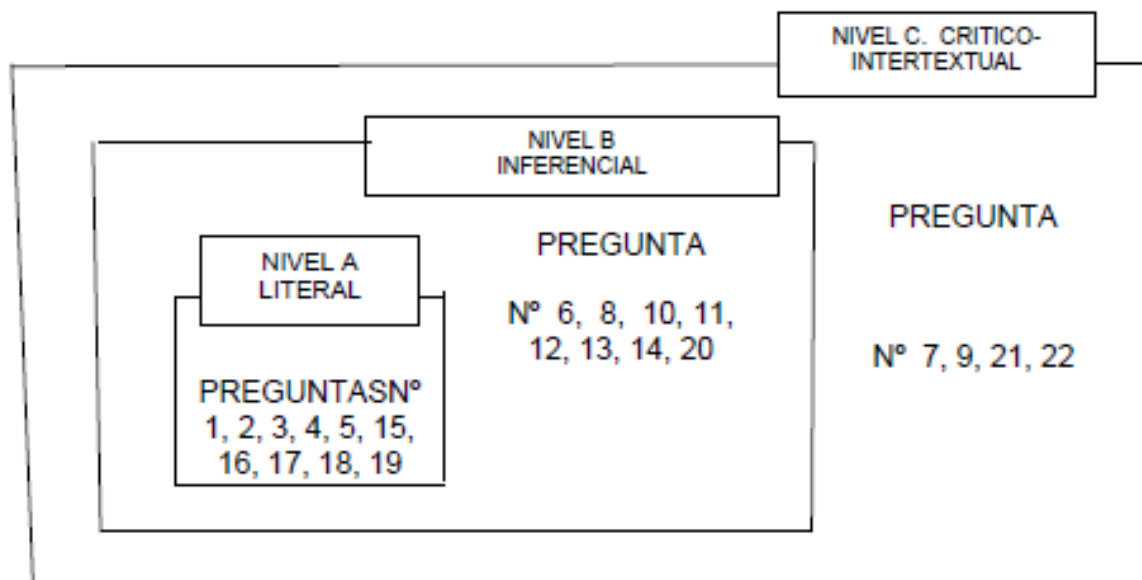 NIVEL C. CRITICO-
INTERTEXTUAL
NIVEL B
INFERENCIAL
PREGUNTA
Nº 7, 9, 21, 22
PREGUNTA
Nº 6, 8, 10, 11,
12, 13, 14, 20
NIVEL A
LITERAL
PREGUNTASNº
1, 2, 3, 4, 5, 15,
16, 17, 18, 19